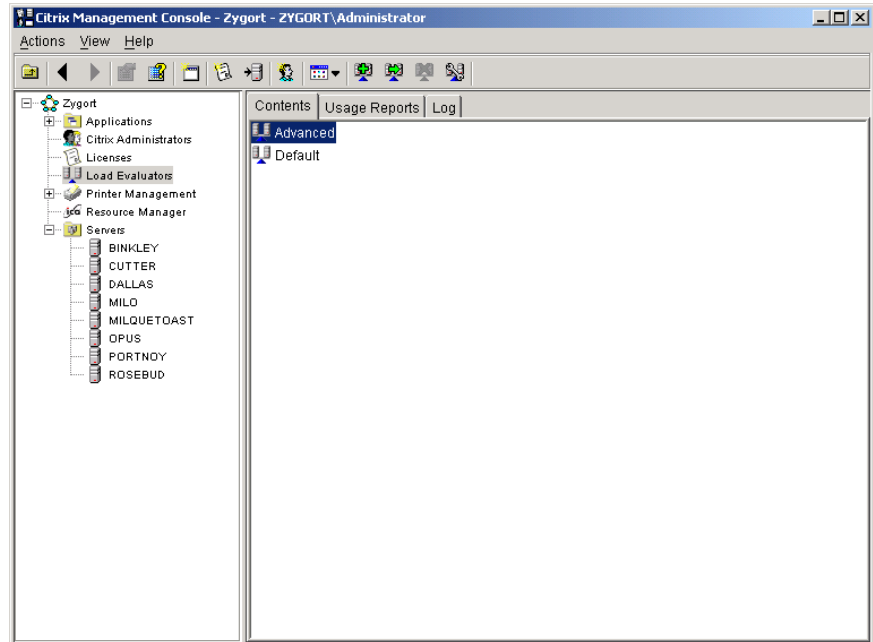 Citrix Management Console - Zygort - ZYGORT\Administrator
Actions View Help
Zygort
Applications
Citrix Administrators
Licenses
Load Evaluators
Printer Management
Resource Manager
Servers
BINKLEY
CUTTER
DALLAS
MILO
MILQUETOAST
OPUS
PORTNOY
ROSEBUD
Contents Usage Reports Log
Advanced
Default